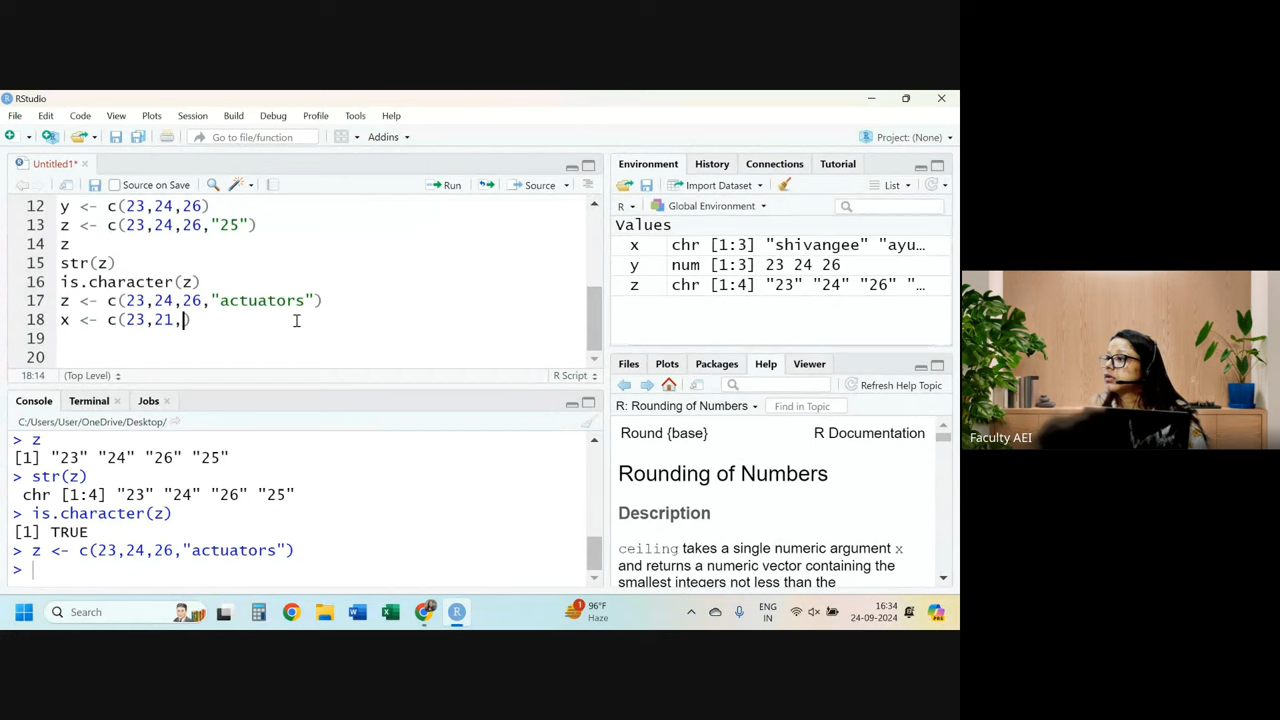 RStudio
File Edit Code View Plots Session Build Debug Profile Tools Help
Go to file/function Addins Project: (None)
Untitled1*
Source on Save Run Source
12 y <- c(23,24,26)
13 z <- c(23,24,26,"25")
14 z
15 str(z)
16 is.character(z)
17 z <- c(23,24,26,"actuators")
18 x <- c(23,21,)
19
20
18:14 (Top Level) R Script
Console Terminal Jobs
C:/Users/User/OneDrive/Desktop/
> z
[1] "23" "24" "26" "25"
> str(z)
chr [1:4] "23" "24" "26" "25"
> is.character(z)
[1] TRUE
> z <- c(23,24,26,"actuators")
>
Environment History Connections Tutorial
Import Dataset List
R Global Environment
Values
x chr [1:3] "shivangee" "ayu…
y num [1:3] 23 24 26
z chr [1:4] "23" "24" "26" "…
Files Plots Packages Help Viewer
Refresh Help Topic
R: Rounding of Numbers Find in Topic
Round {base} R Documentation
Rounding of Numbers
Description
ceiling takes a single numeric argument x
and returns a numeric vector containing the
smallest integers not less than the
Faculty AEI
Search
96°F
Haze
ENG
IN
16:34
24-09-2024